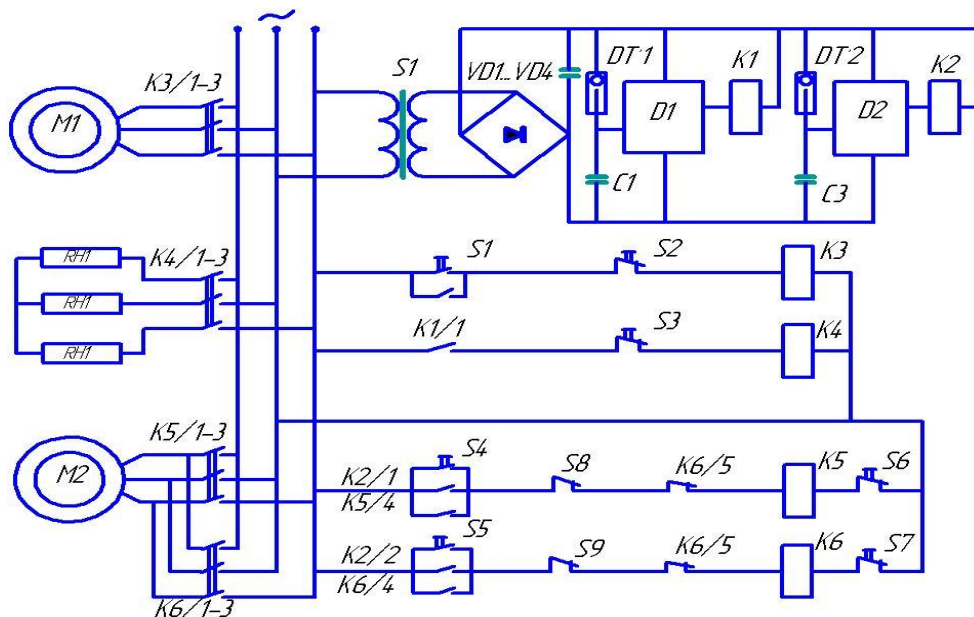 ~
K3/1-3
M1
S1
VD1...VD4
DT1
D1
K1
C1
DT2
D2
K2
C3
K4/1-3
RH1
RH1
RH1
S1
S2
K3
K1/1
S3
K4
K5/1-3
M2
K6/1-3
K2/1
K5/4
S4
S8
K6/5
K5
S6
K2/2
K6/4
S5
S9
K6/5
K6
S7